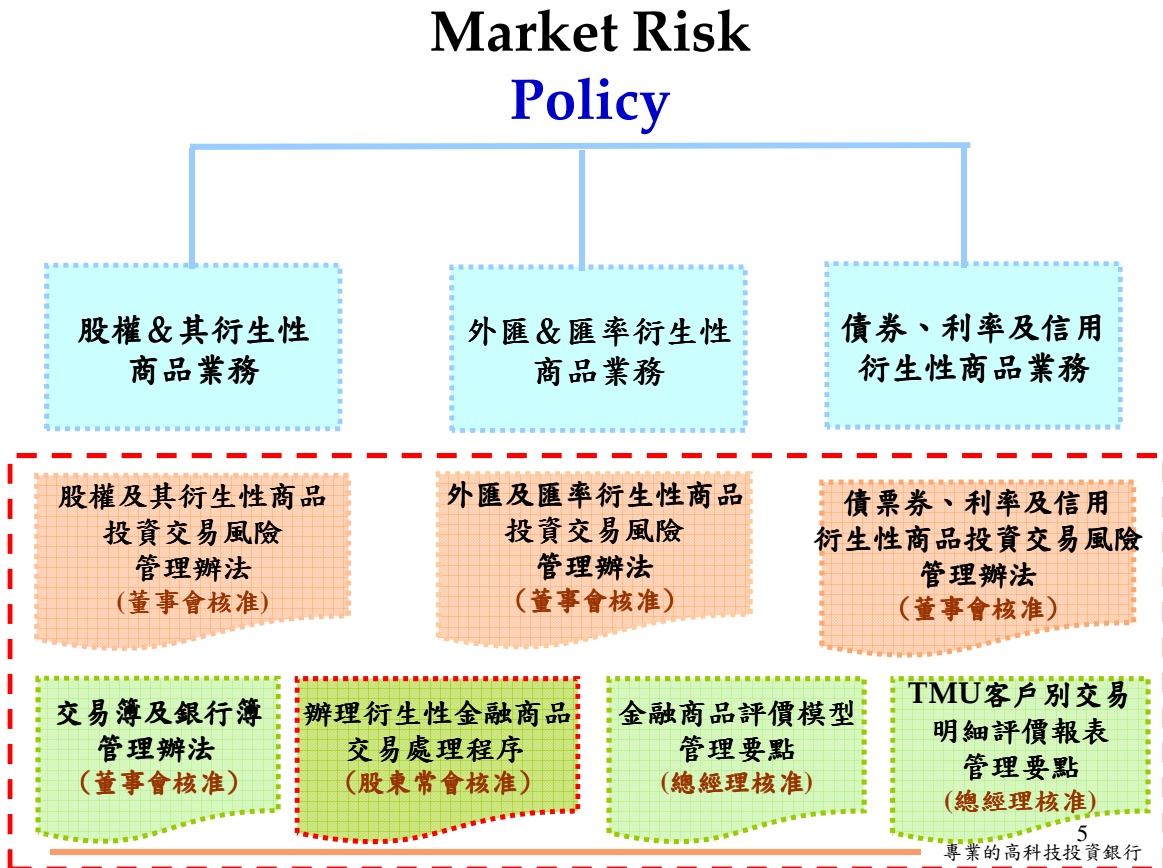 Market Risk
Policy
股權＆其衍生性
商品業務
外匯＆匯率衍生性
商品業務
債券、利率及信用
衍生性商品業務
股權及其衍生性商品
投資交易風險
管理辦法
(董事會核准)
外匯及匯率衍生性商品
投資交易風險
管理辦法
（董事會核准）
債票券、利率及信用
衍生性商品投資交易風險
管理辦法
（董事會核准）
交易簿及銀行簿
管理辦法
（董事會核准）
辦理衍生性金融商品
交易處理程序
（股東常會核准）
金融商品評價模型
管理要點
(總經理核准)
TMU客戶別交易
明細評價報表
管理要點
(總經理核准)
5
專業的高科技投資銀行